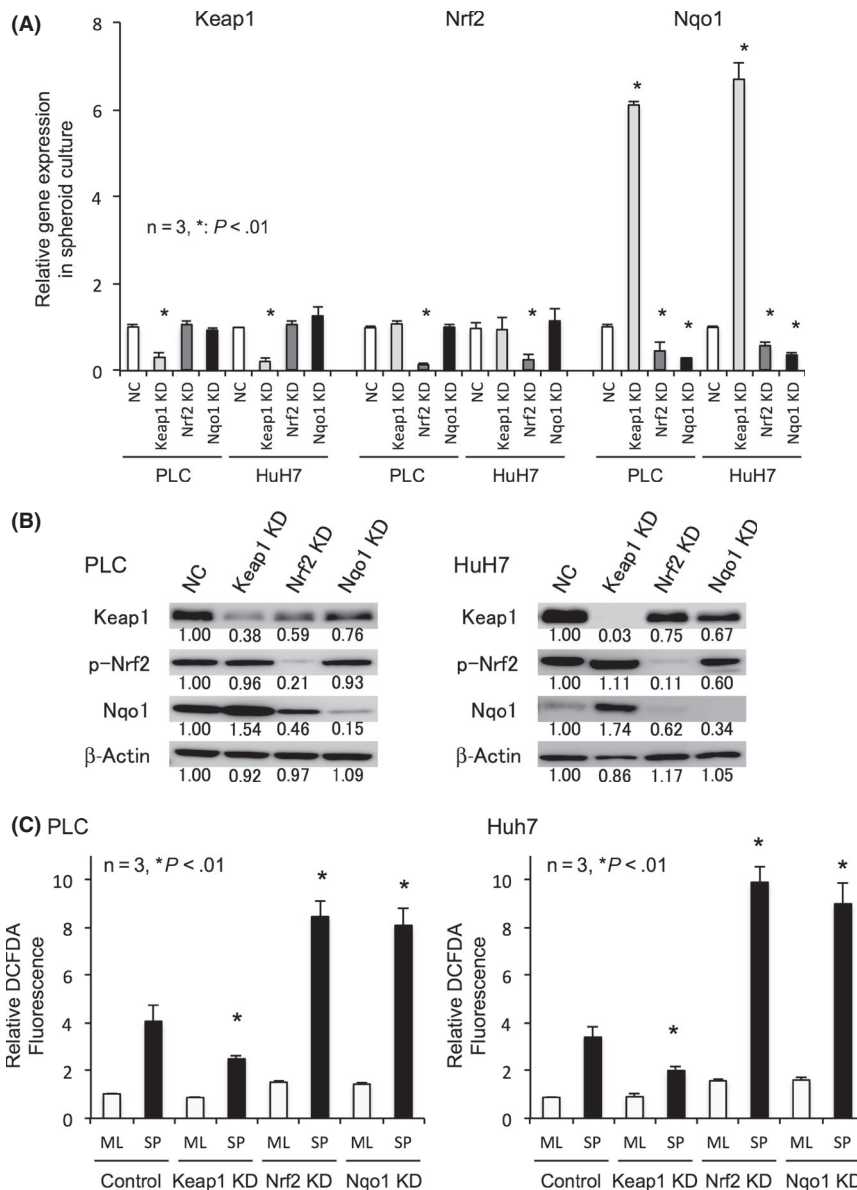 (A)
Keap1 Nrf2 Nqo1
Relative gene expression
in spheroid culture
8
6
4
2
0
n = 3, *: P < .01
* * * * * * * * * *
NC Keap1 KD Nrf2 KD Nqo1 KD NC Keap1 KD Nrf2 KD Nqo1 KD NC Keap1 KD Nrf2 KD Nqo1 KD NC Keap1 KD Nrf2 KD Nqo1 KD NC Keap1 KD Nrf2 KD Nqo1 KD NC Keap1 KD Nrf2 KD Nqo1 KD
PLC HuH7 PLC HuH7 PLC HuH7
(B)
PLC
NC Keap1 KD Nrf2 KD Nqo1 KD
Keap1
1.00 0.38 0.59 0.76
p-Nrf2
1.00 0.96 0.21 0.93
Nqo1
1.00 1.54 0.46 0.15
β-Actin
1.00 0.92 0.97 1.09
HuH7
NC Keap1 KD Nrf2 KD Nqo1 KD
Keap1
1.00 0.03 0.75 0.67
p-Nrf2
1.00 1.11 0.11 0.60
Nqo1
1.00 1.74 0.62 0.34
β-Actin
1.00 0.86 1.17 1.05
(C) PLC
n = 3, *P < .01
Relative DCFDA
Fluorescence
10
8
6
4
2
0
* * *
ML SP ML SP ML SP ML SP
Control Keap1 KD Nrf2 KD Nqo1 KD
Huh7
n = 3, *P < .01
Relative DCFDA
Fluorescence
10
8
6
4
2
0
* * *
ML SP ML SP ML SP ML SP
Control Keap1 KD Nrf2 KD Nqo1 KD